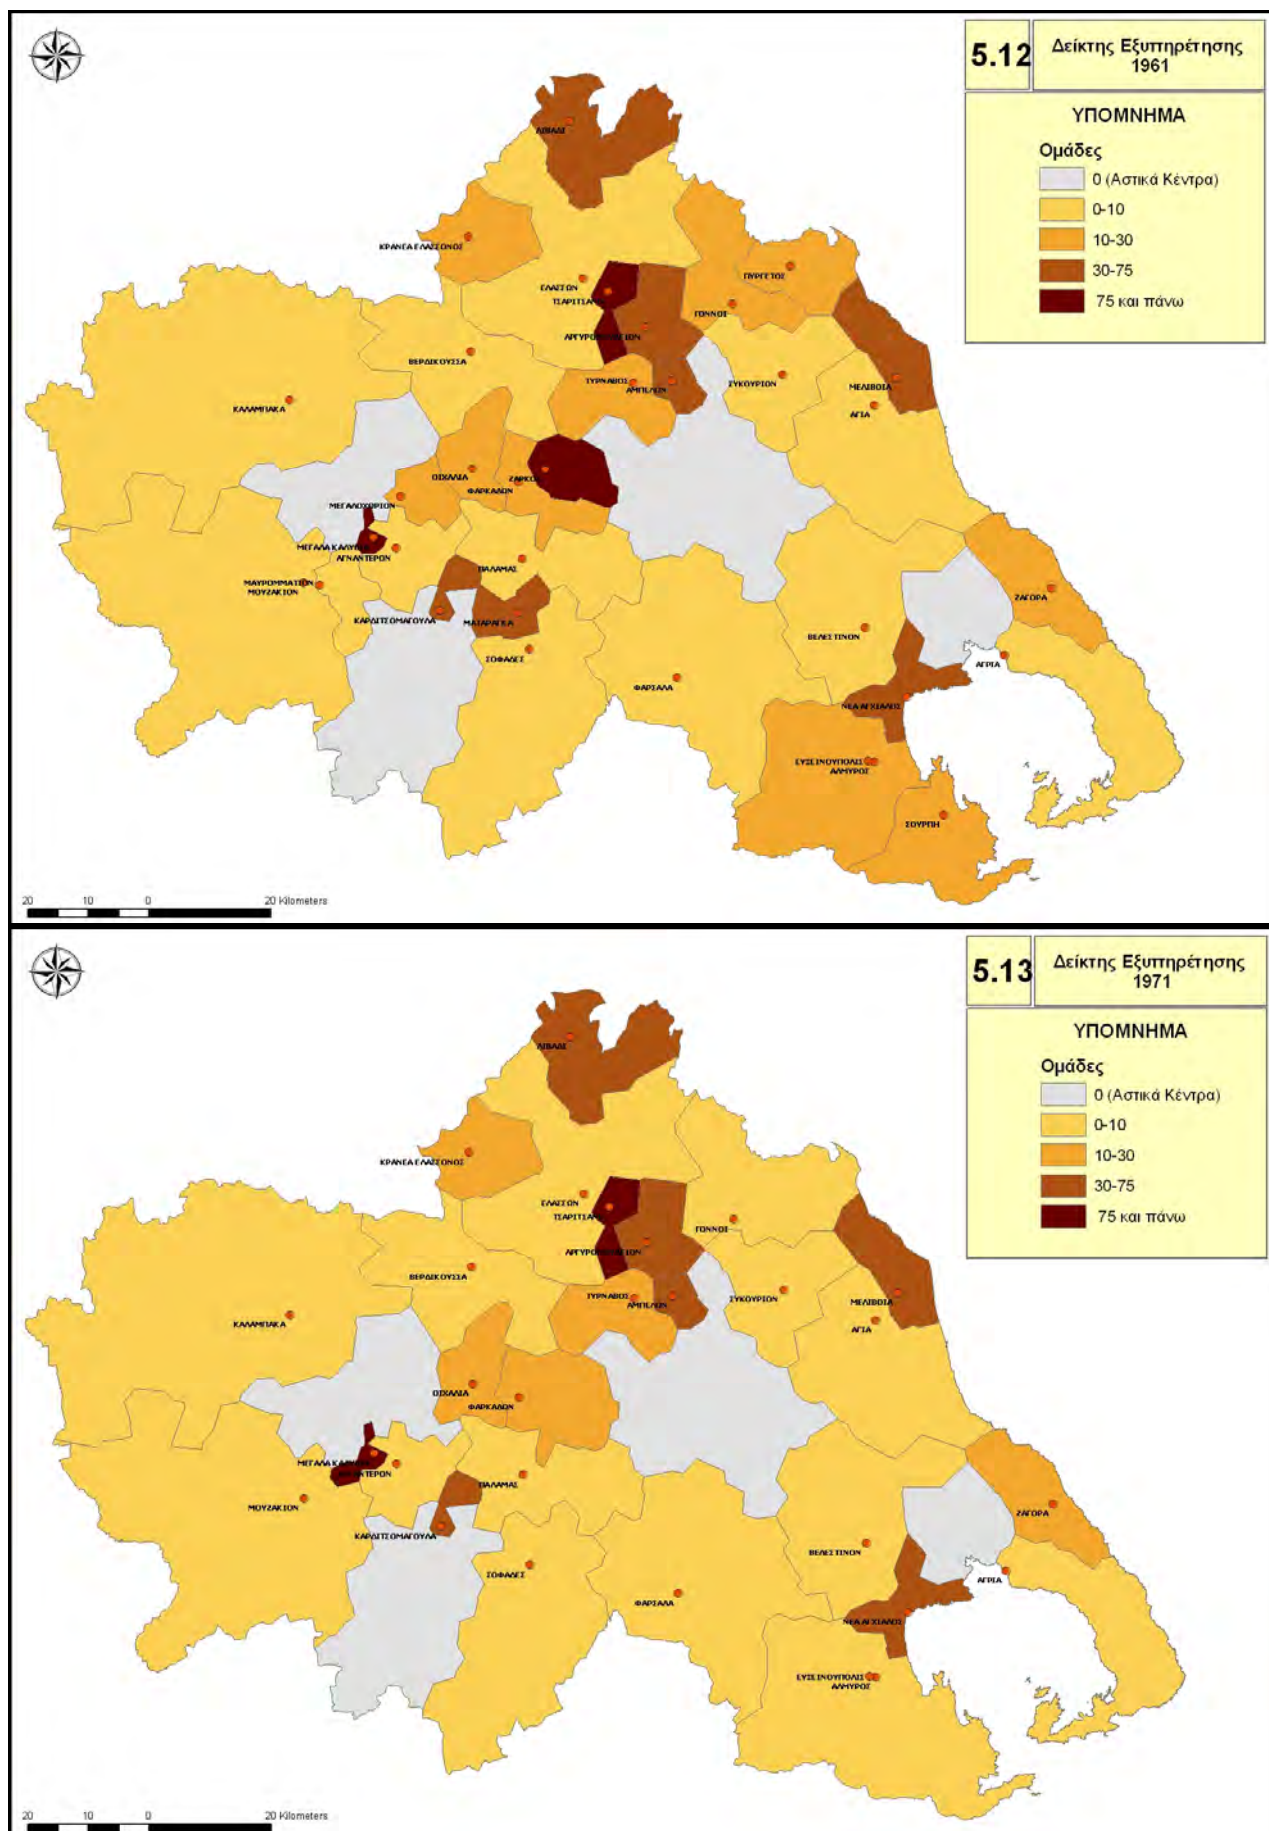 5.12
Δείκτης Εξυπηρέτησης
1961
ΥΠΟΜΝΗΜΑ
Ομάδες
0 (Αστικά Κέντρα)
0-10
10-30
30-75
75 και πάνω
ΛΙΒΑΔΙ
ΚΡΑΝΕΑ ΕΛΑΣΣΟΝΟΣ
ΠΥΡΓΕΤΟΣ
ΕΛΑΣΣΩΝ
ΓΟΝΝΟΙ
ΒΕΡΔΙΚΟΥΣΣΑ
ΤΥΡΝΑΒΟΣ
ΑΜΠΕΛΩΝ
ΣΥΚΟΥΡΙΟΝ
ΜΕΛΙΒΟΙΑ
ΑΓΙΑ
ΚΑΛΑΜΠΑΚΑ
ΟΙΧΑΛΙΑ
ΦΑΡΚΑΔΩΝ
ΜΕΓΑΛΟΧΩΡΙΟΝ
ΑΓΝΑΝΤΕΡΟΝ
ΠΑΛΑΜΑΣ
ΜΑΥΡΟΜΜΑΤΙΟΝ
ΜΟΥΖΑΚΙΟΝ
ΖΑΓΟΡΑ
ΚΑΡΔΙΤΣΟΜΑΓΟΥΛΑ
ΜΑΤΑΡΑΓΚΑ
ΒΕΛΕΣΤΙΝΟΝ
ΣΟΦΑΔΕΣ
ΑΓΡΙΑ
ΦΑΡΣΑΛΑ
ΝΕΑ ΑΓΧΙΑΛΟΣ
ΕΥΞΕΙΝΟΥΠΟΛΙΣ
ΑΛΜΥΡΟΣ
ΣΟΥΡΠΗ
20 10 0 20 Kilometers
5.13
Δείκτης Εξυπηρέτησης
1971
ΥΠΟΜΝΗΜΑ
Ομάδες
0 (Αστικά Κέντρα)
0-10
10-30
30-75
75 και πάνω
ΛΙΒΑΔΙ
ΚΡΑΝΕΑ ΕΛΑΣΣΟΝΟΣ
ΕΛΑΣΣΩΝ
ΓΟΝΝΟΙ
ΒΕΡΔΙΚΟΥΣΣΑ
ΤΥΡΝΑΒΟΣ
ΑΜΠΕΛΩΝ
ΣΥΚΟΥΡΙΟΝ
ΜΕΛΙΒΟΙΑ
ΑΓΙΑ
ΚΑΛΑΜΠΑΚΑ
ΟΙΧΑΛΙΑ
ΦΑΡΚΑΔΩΝ
ΠΑΛΑΜΑΣ
ΜΟΥΖΑΚΙΟΝ
ΖΑΓΟΡΑ
ΚΑΡΔΙΤΣΟΜΑΓΟΥΛΑ
ΒΕΛΕΣΤΙΝΟΝ
ΣΟΦΑΔΕΣ
ΑΓΡΙΑ
ΦΑΡΣΑΛΑ
ΝΕΑ ΑΓΧΙΑΛΟΣ
ΕΥΞΕΙΝΟΥΠΟΛΙΣ
ΑΛΜΥΡΟΣ
20 10 0 20 Kilometers